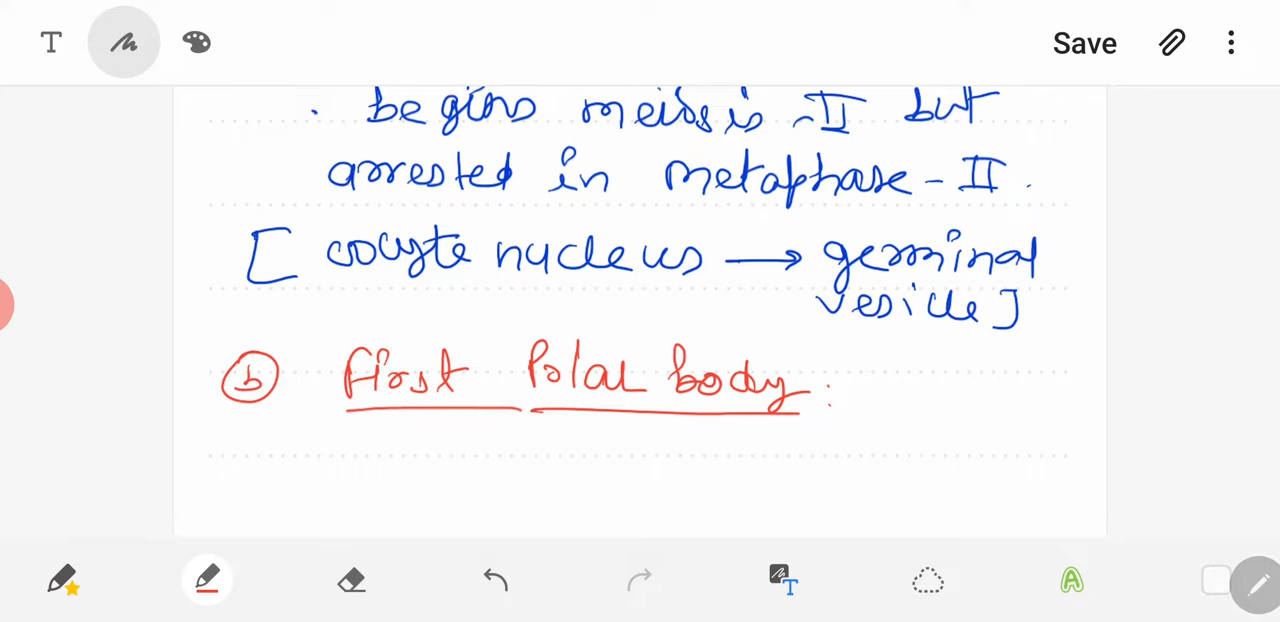 T Save
. begins meiosis -II but
arrested in metaphase - II.
[ oocyte nucleus → germinal
vesicle ]
b First Polar body :
T
A